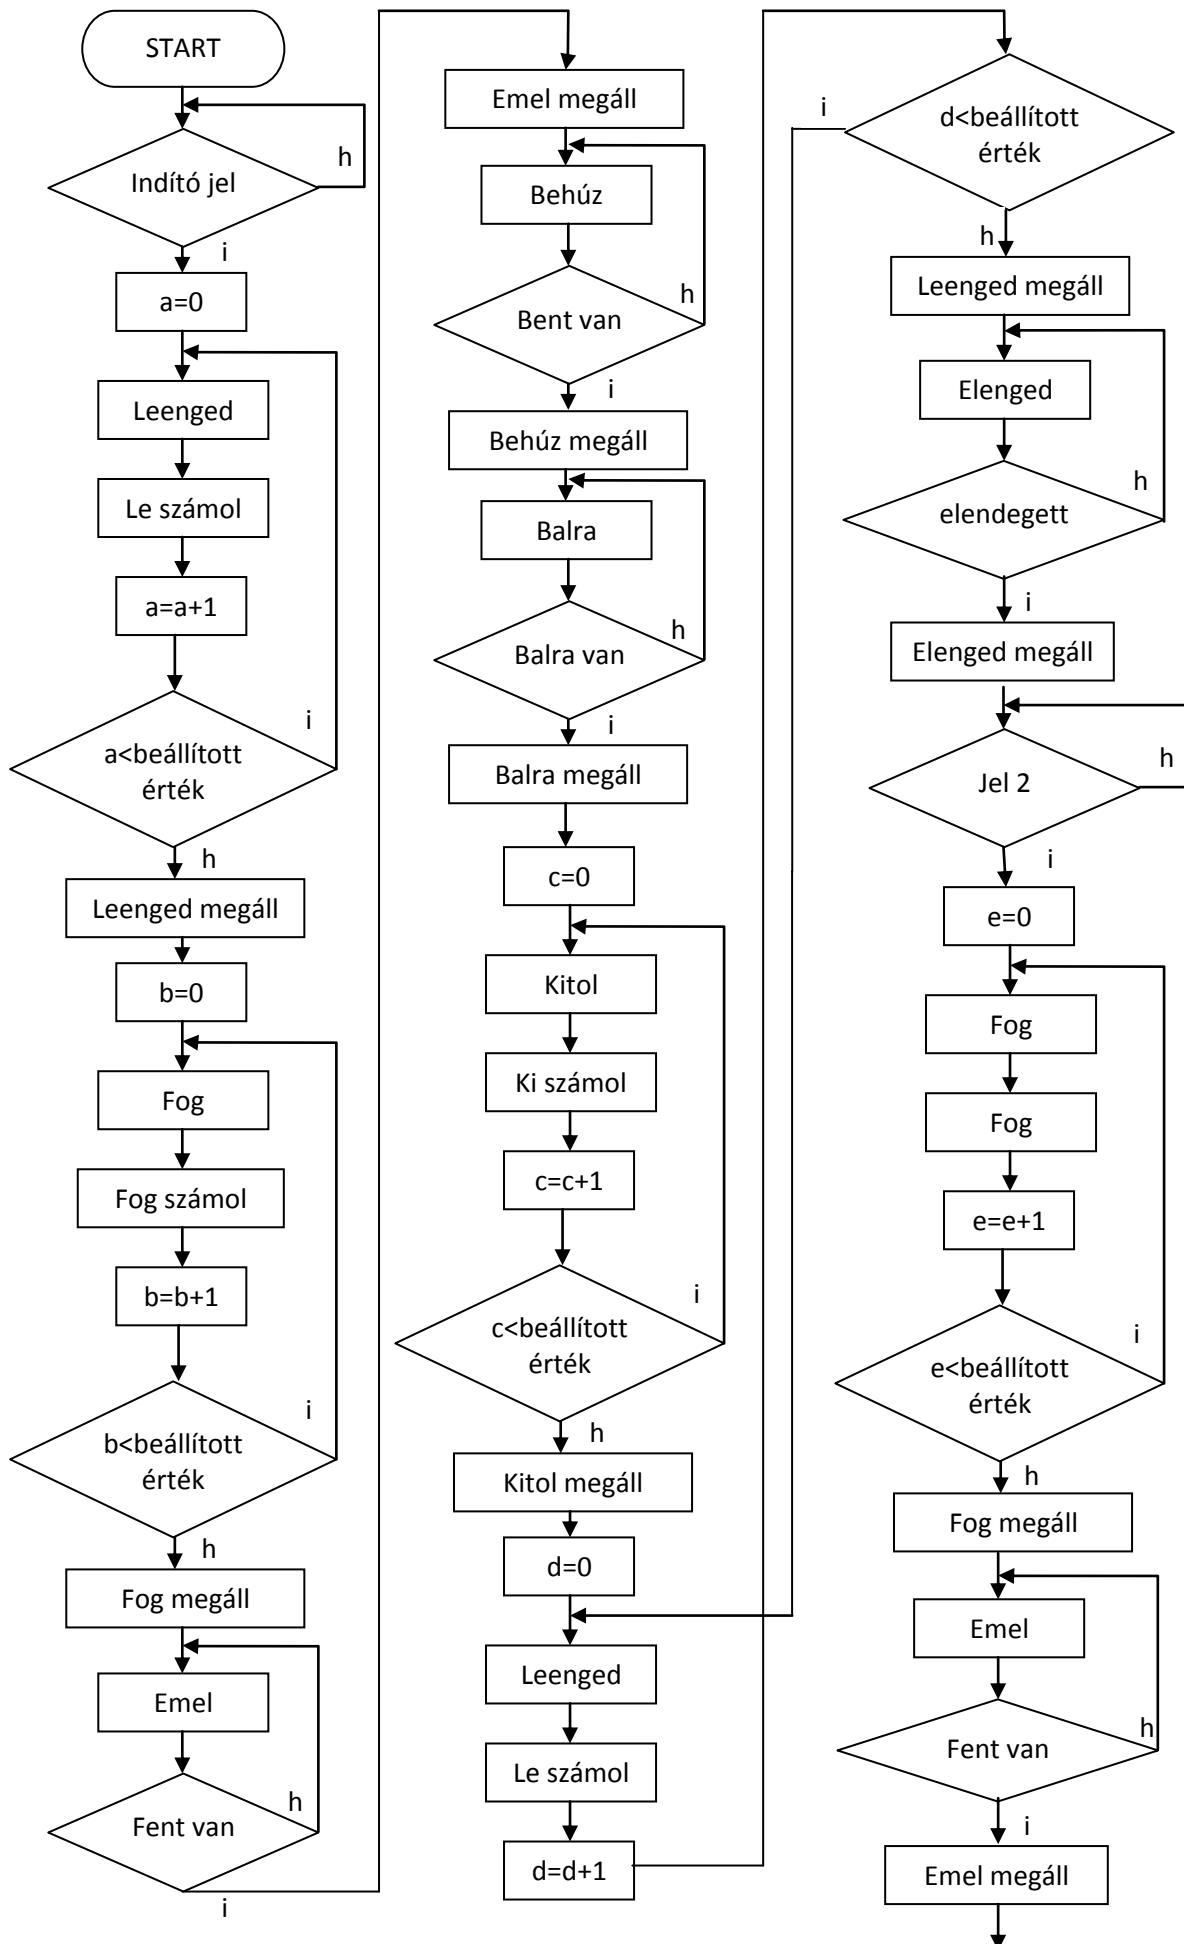 START
h
Indító jel
i
a=0
Leenged
Le számol
a=a+1
i
a<beállított
érték
h
Leenged megáll
b=0
Fog
Fog számol
b=b+1
i
b<beállított
érték
h
Fog megáll
Emel
h
Fent van
i
Emel megáll
Behúz
h
Bent van
i
Behúz megáll
Balra
h
Balra van
i
Balra megáll
c=0
Kitol
Ki számol
c=c+1
i
c<beállított
érték
h
Kitol megáll
d=0
Leenged
Le számol
d=d+1
i
d<beállított
érték
h
Leenged megáll
Elenged
h
elendegett
i
Elenged megáll
h
Jel 2
i
e=0
Fog
Fog
e=e+1
i
e<beállított
érték
h
Fog megáll
Emel
h
Fent van
i
Emel megáll